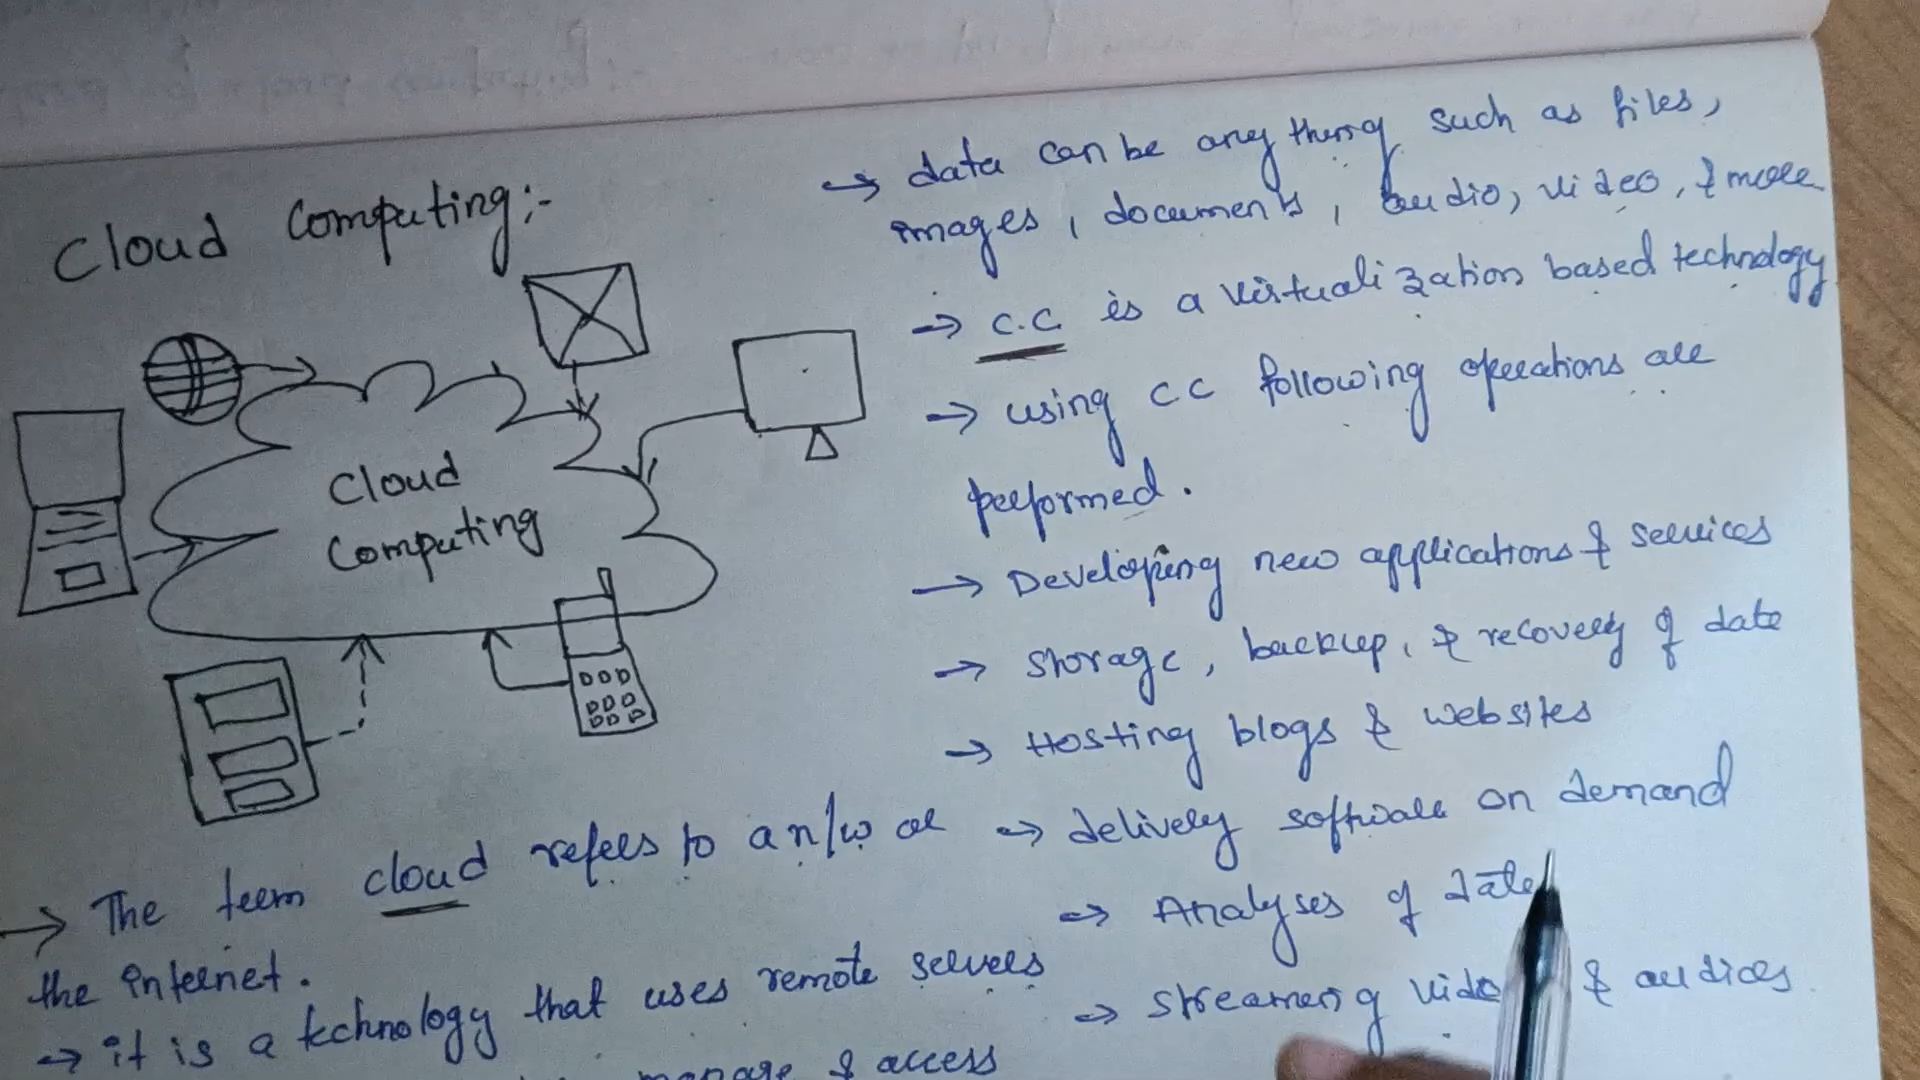 Cloud Computing:-
Cloud
Computing
→ The term cloud refers to a n/w or
the internet.
→ it is a technology that uses remote servers
manage & access
→ data can be any thing such as files,
images, documents, audio, video, & more
→ C.C. is a virtualization based technology
→ using CC following operations are
performed.
→ Developing new applications & services
→ Storage, backup, & recovery of data
→ Hosting blogs & websites
→ delivery software on demand
→ Analyses of data
→ Streaming & audios